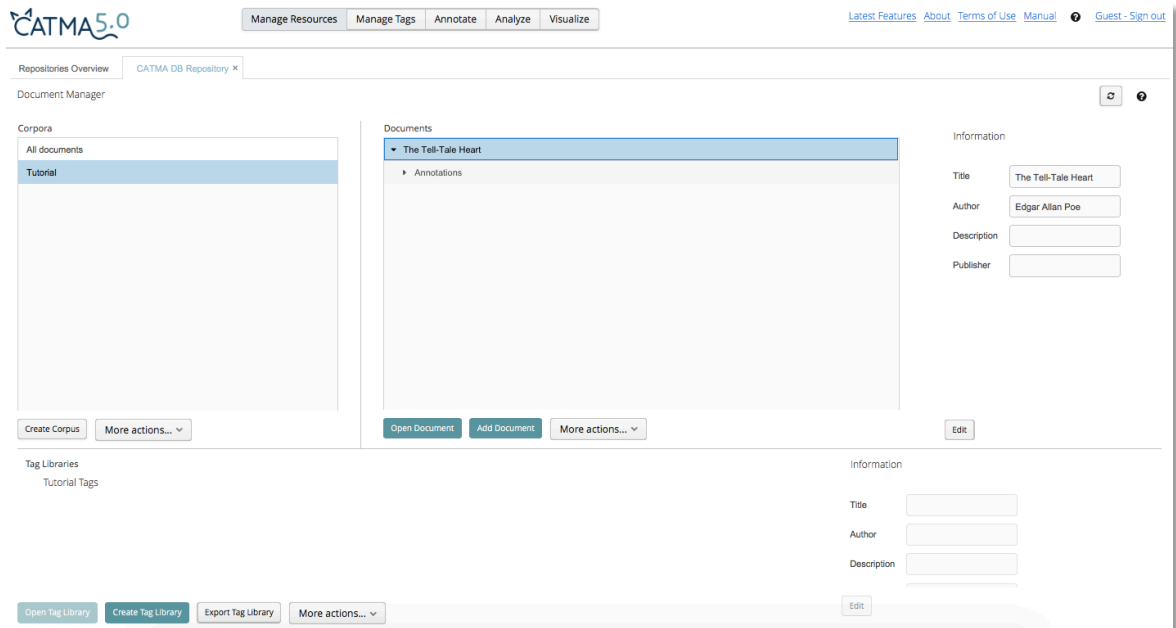 CATMA5.0
Manage Resources Manage Tags Annotate Analyze Visualize
Latest Features About Terms of Use Manual ? Guest - Sign out
Repositories Overview CATMA DB Repository ×
Document Manager
?
Corpora
All documents
Tutorial
Create Corpus More actions...
Documents
The Tell-Tale Heart
Annotations
Open Document Add Document More actions...
Information
Title The Tell-Tale Heart
Author Edgar Allan Poe
Description
Publisher
Edit
Tag Libraries
Tutorial Tags
Open Tag Library Create Tag Library Export Tag Library More actions...
Information
Title
Author
Description
Edit